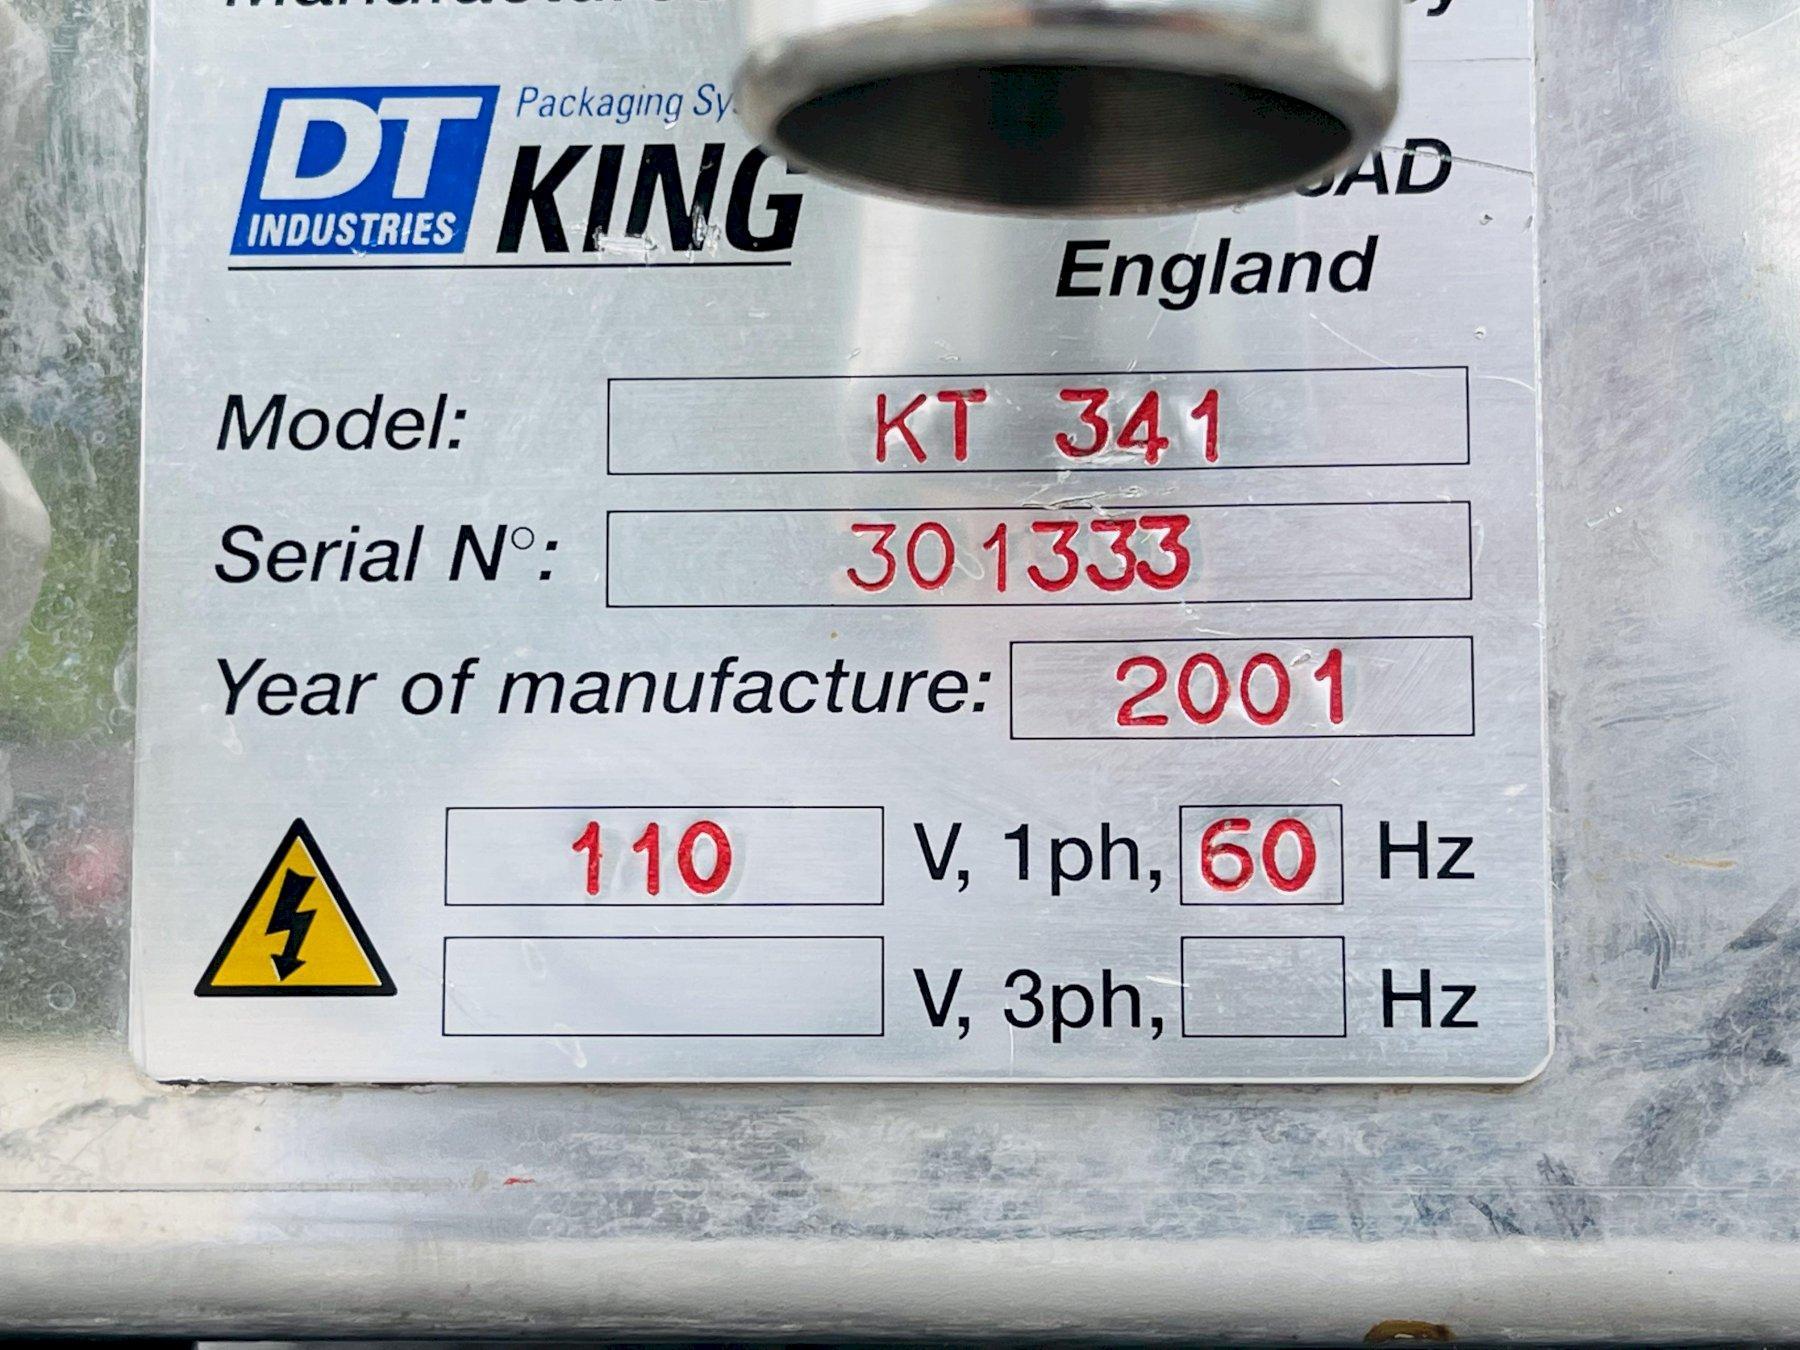 Packaging
DT INDUSTRIES KING
England
Model: KT 341
Serial N°: 301333
Year of manufacture: 2001
110 V, 1ph, 60 Hz
V, 3ph, Hz